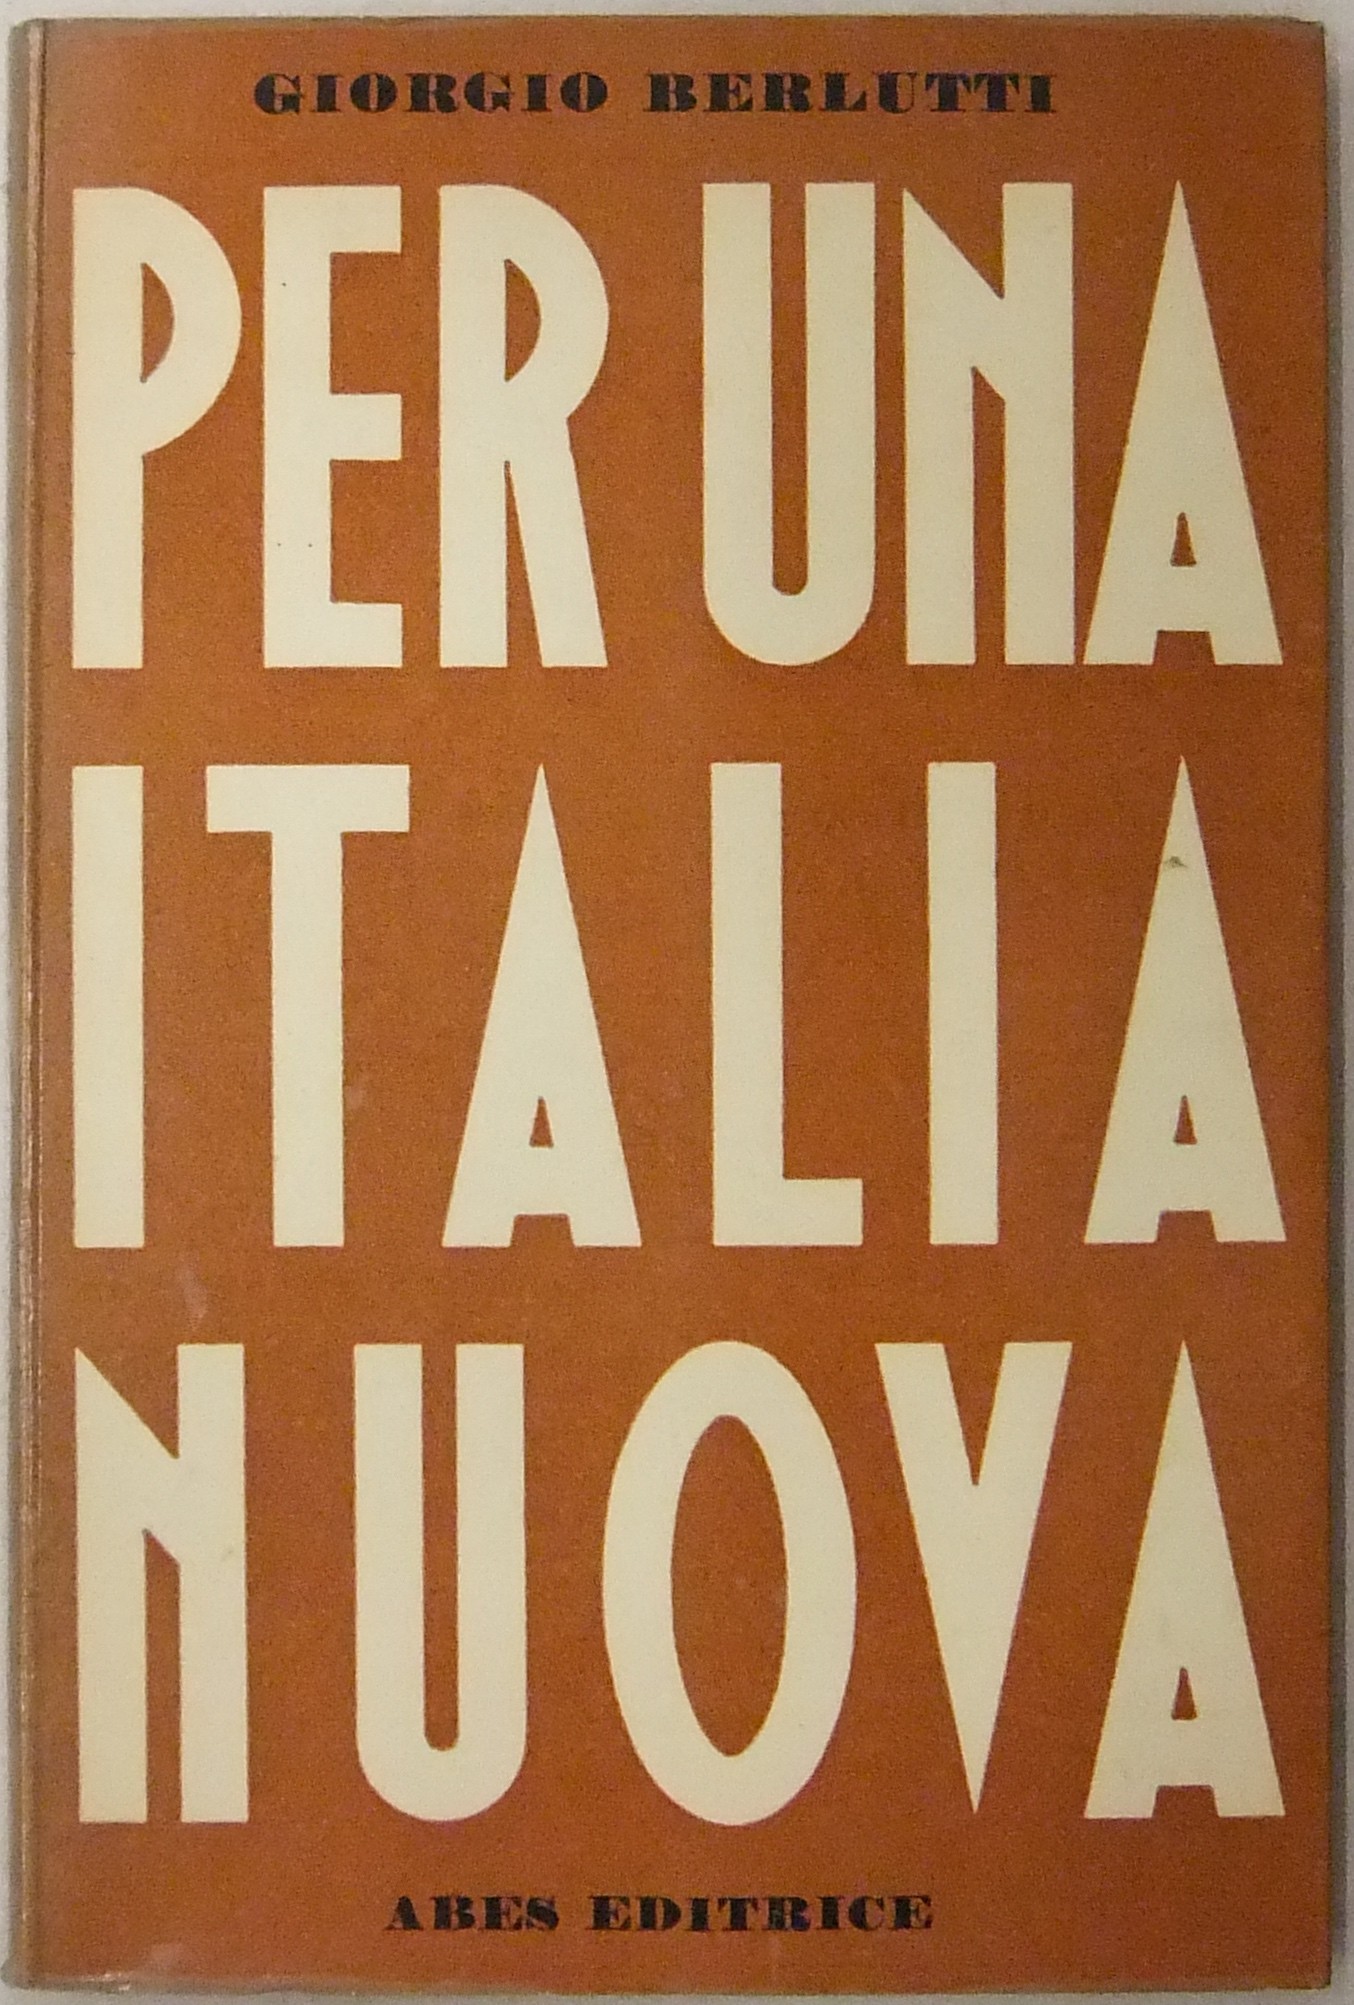 GIORGIO BERLUTTI
PER UNA
ITALIA
NUOVA
ABES EDITRICE